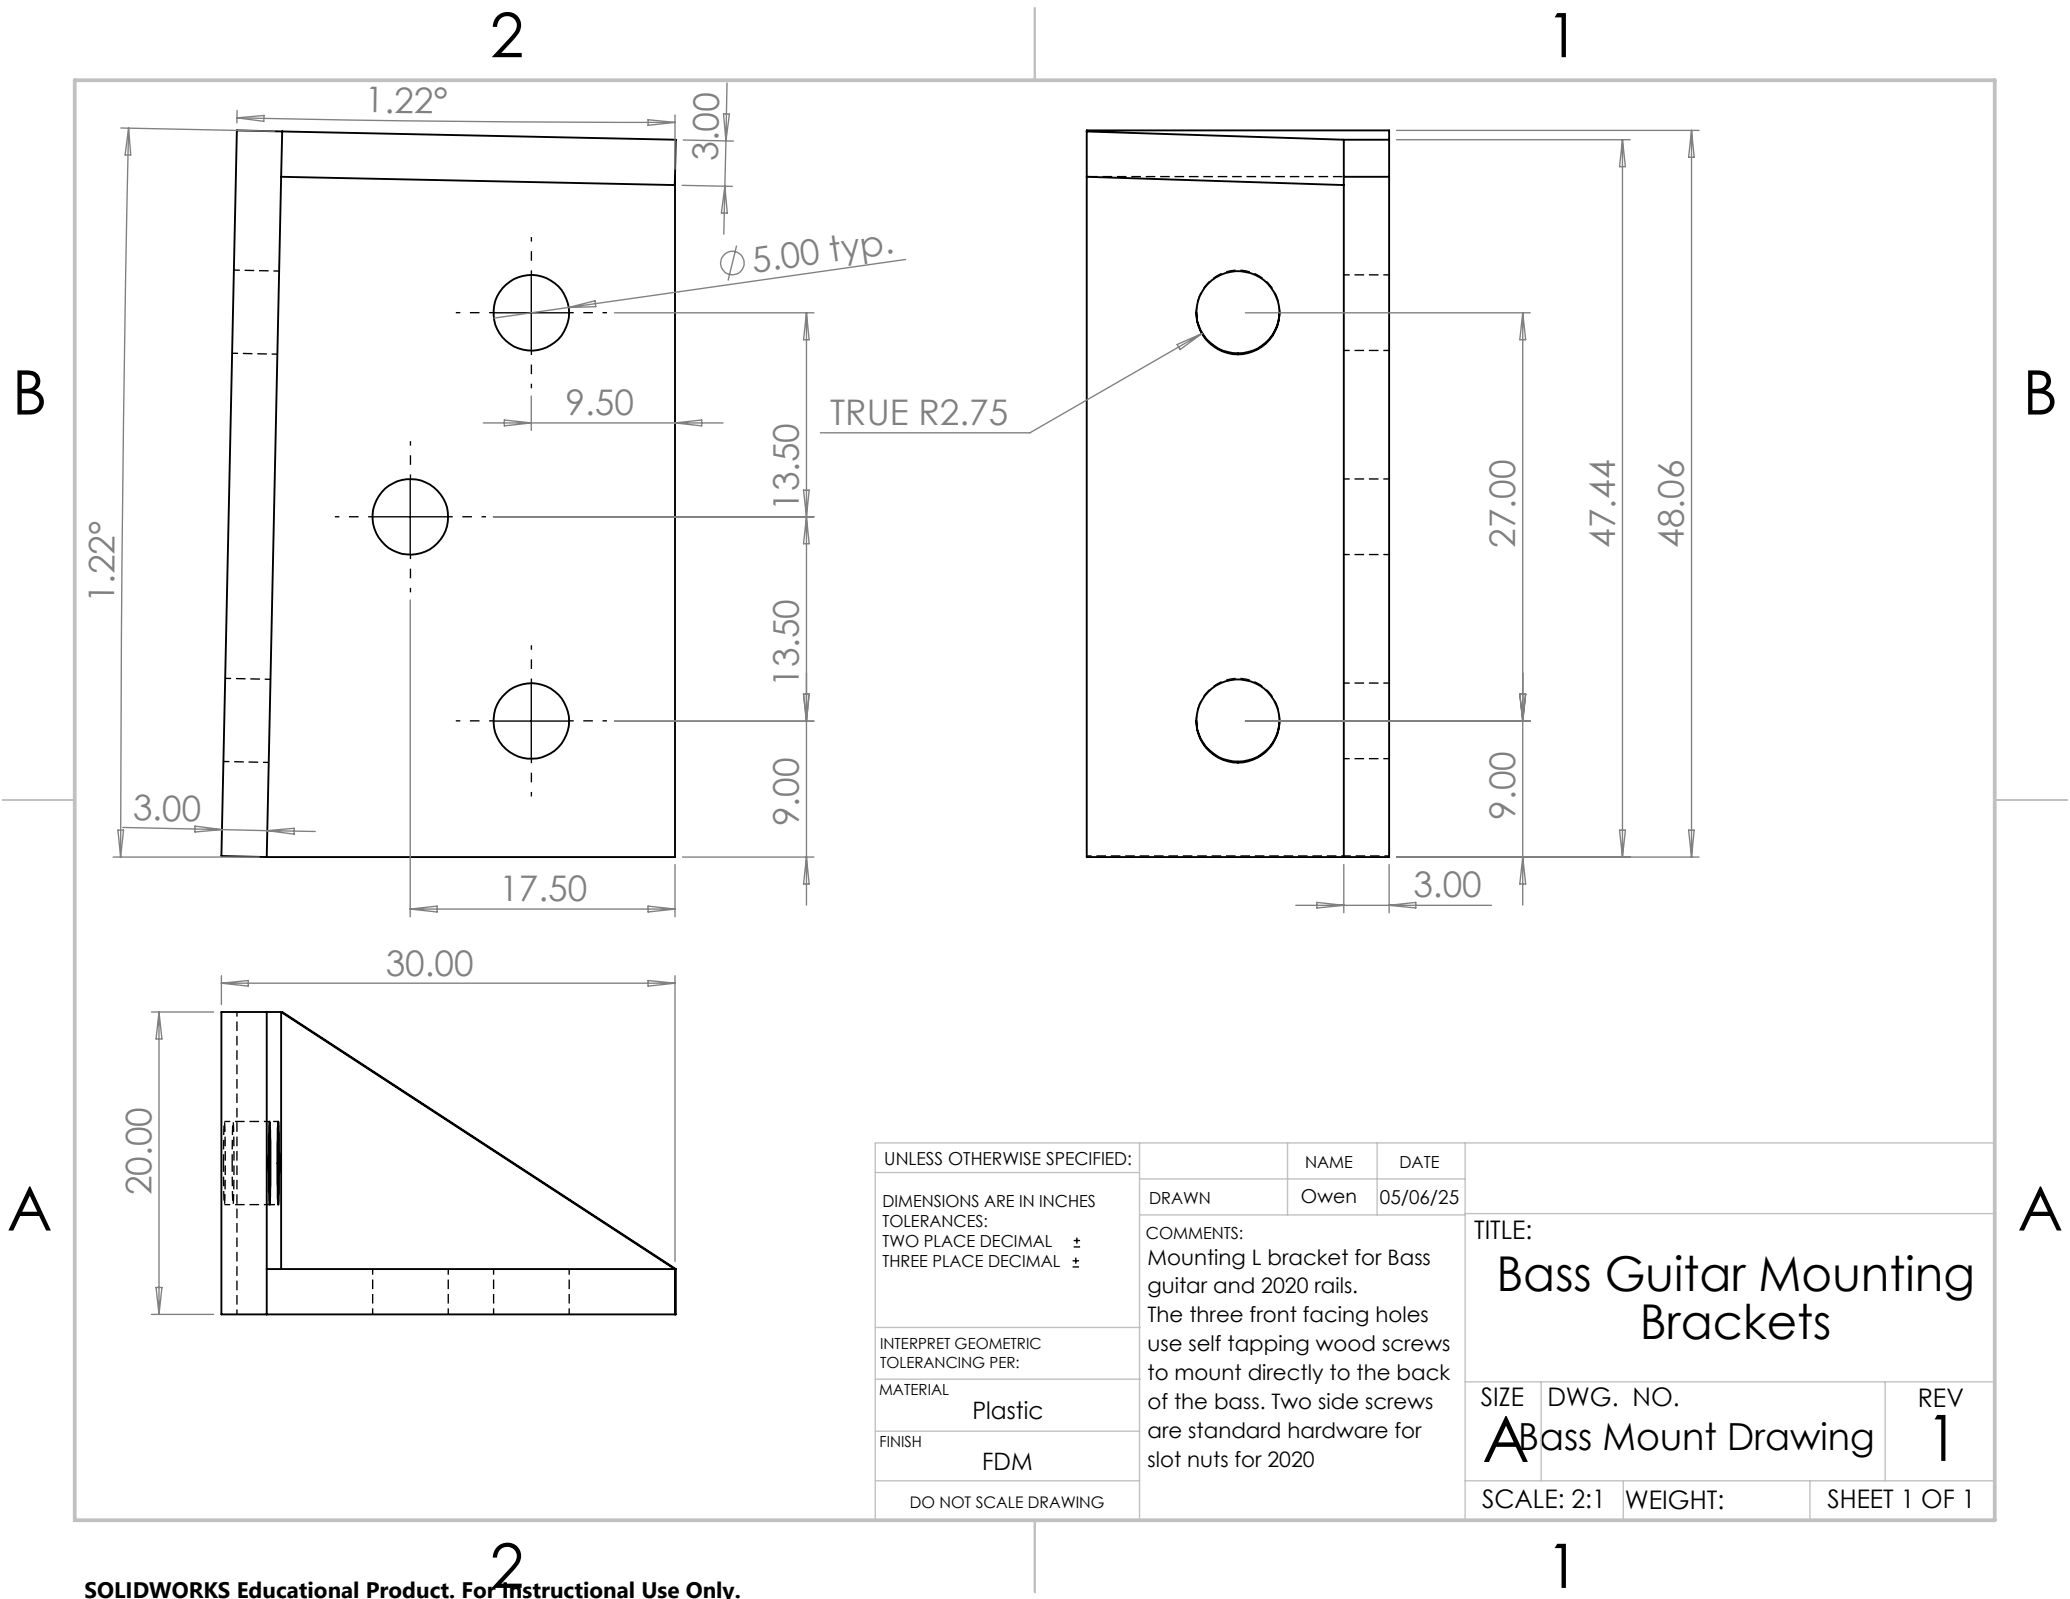 2
1
1.22°
3.00
⌀5.00 typ.
B
B
9.50
TRUE R2.75
13.50
27.00
47.44
48.06
1.22°
13.50
9.00
9.00
3.00
17.50
3.00
30.00
20.00
A
A
UNLESS OTHERWISE SPECIFIED:
DIMENSIONS ARE IN INCHES
TOLERANCES:
TWO PLACE DECIMAL ±
THREE PLACE DECIMAL ±
INTERPRET GEOMETRIC
TOLERANCING PER:
MATERIAL
Plastic
FINISH
FDM
DO NOT SCALE DRAWING
NAME DATE
DRAWN Owen 05/06/25
COMMENTS:
Mounting L bracket for Bass
guitar and 2020 rails.
The three front facing holes
use self tapping wood screws
to mount directly to the back
of the bass. Two side screws
are standard hardware for
slot nuts for 2020
TITLE:
Bass Guitar Mounting
Brackets
SIZE DWG. NO. REV
A Bass Mount Drawing 1
SCALE: 2:1 WEIGHT: SHEET 1 OF 1
2
1
SOLIDWORKS Educational Product. For Instructional Use Only.